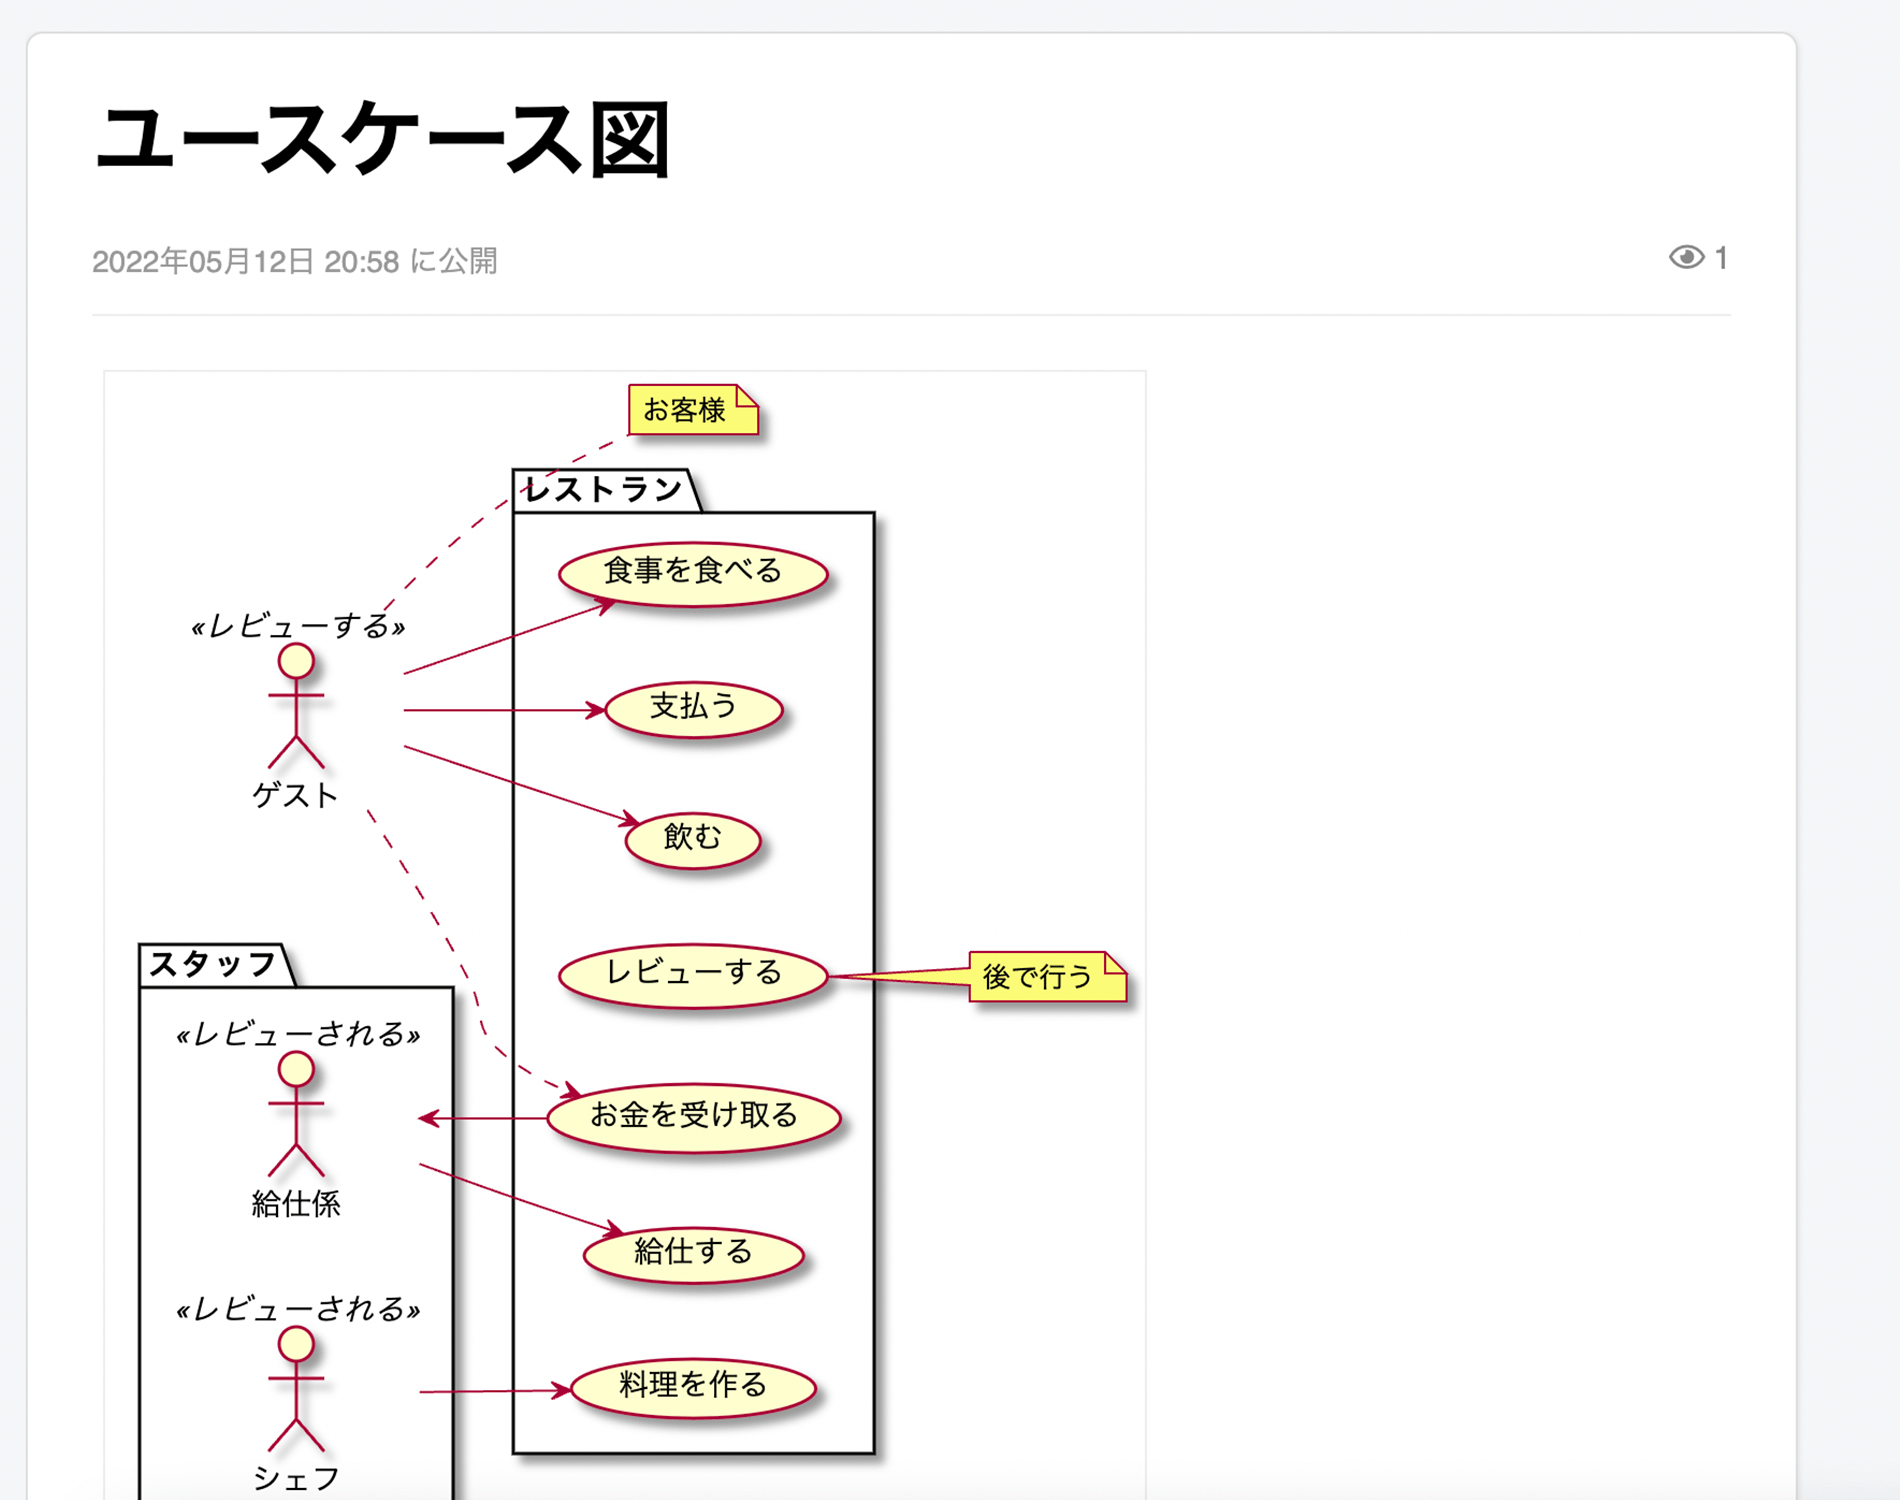 ユースケース図
2022年05月12日 20:58 に公開
1
お客様
レストラン
食事を食べる
«レビューする»
支払う
ゲスト
飲む
スタッフ
レビューする
後で行う
«レビューされる»
お金を受け取る
給仕係
給仕する
«レビューされる»
料理を作る
シェフ